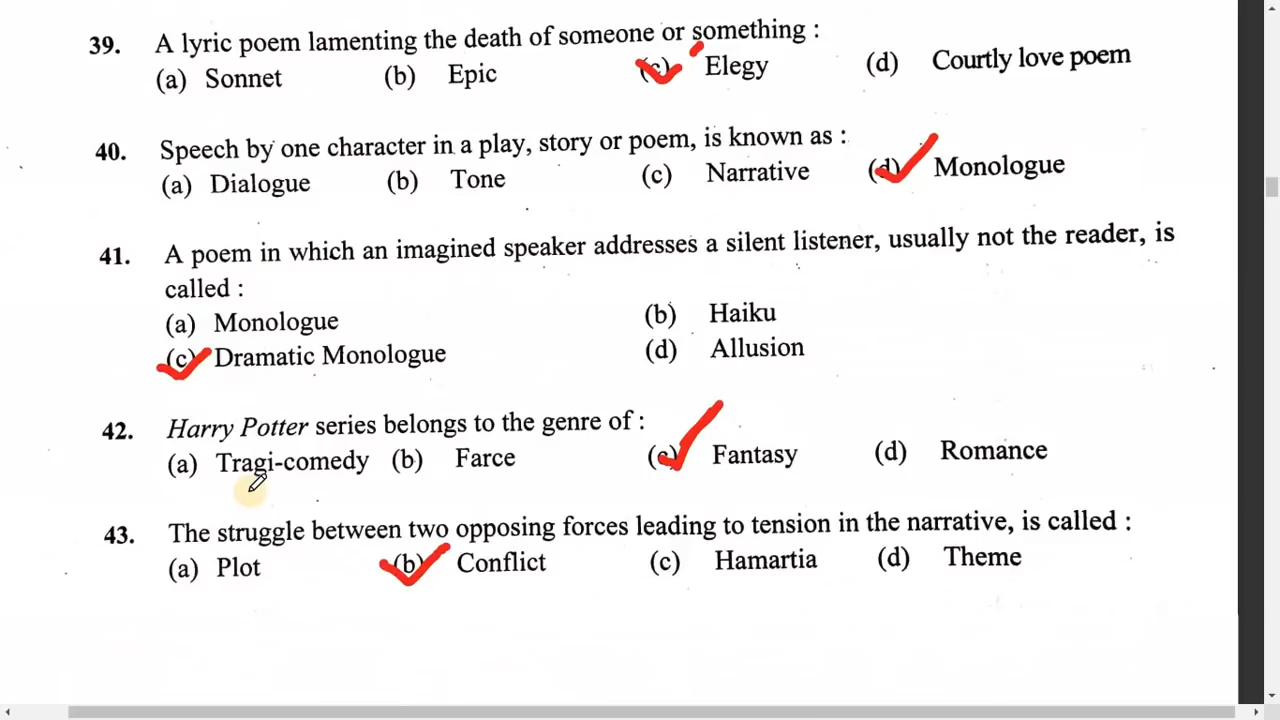 39. A lyric poem lamenting the death of someone or something :
(a) Sonnet (b) Epic (c) Elegy (d) Courtly love poem
40. Speech by one character in a play, story or poem, is known as :
(a) Dialogue (b) Tone (c) Narrative (d) Monologue
41. A poem in which an imagined speaker addresses a silent listener, usually not the reader, is
called :
(a) Monologue (b) Haiku
(c) Dramatic Monologue (d) Allusion
42. Harry Potter series belongs to the genre of :
(a) Tragi-comedy (b) Farce (c) Fantasy (d) Romance
43. The struggle between two opposing forces leading to tension in the narrative, is called :
(a) Plot (b) Conflict (c) Hamartia (d) Theme